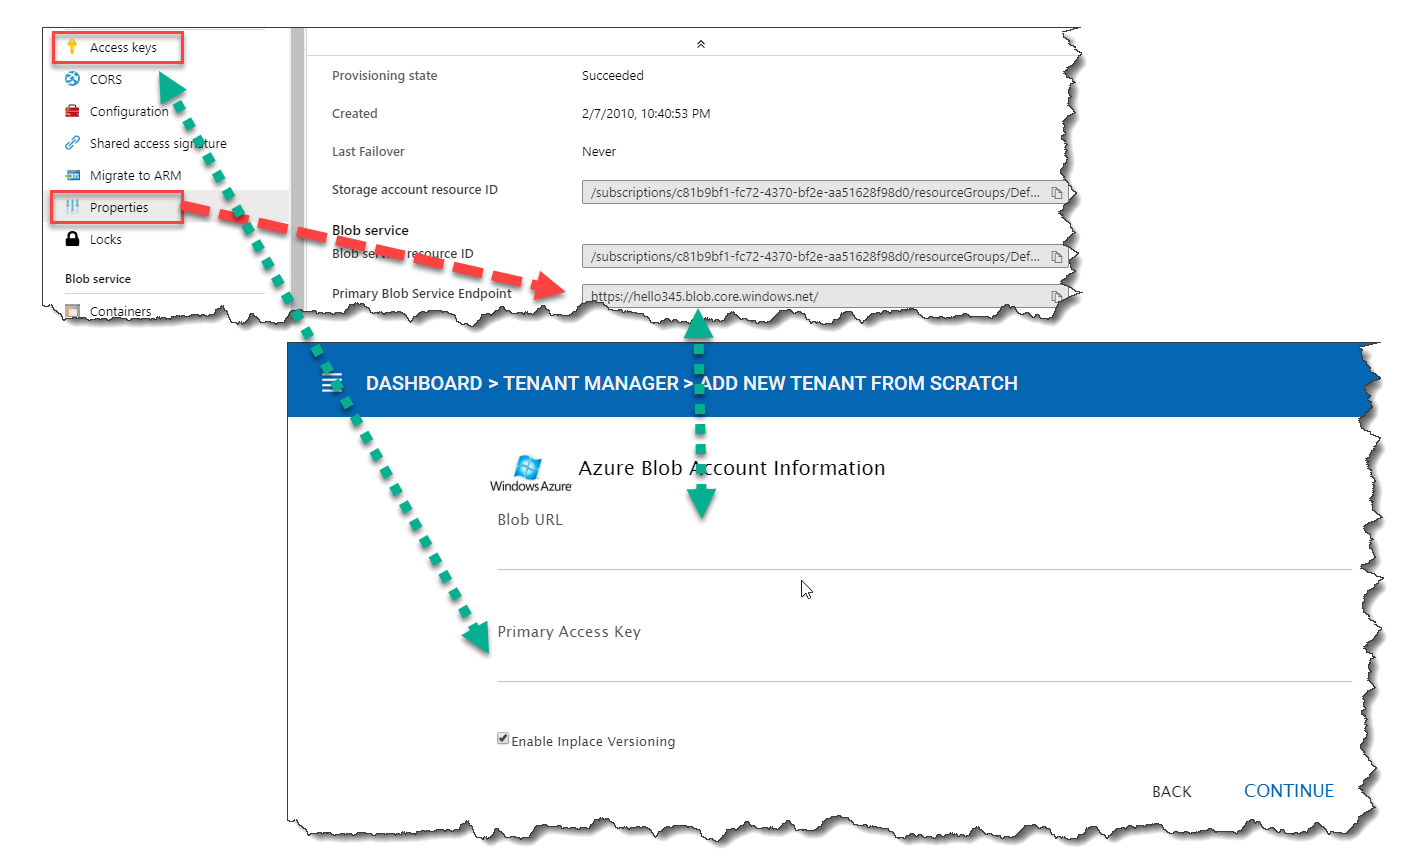 Access keys
CORS
Configuration
Shared access signature
Migrate to ARM
Properties
Locks
Blob service
Containers
Provisioning state Succeeded
Created 2/7/2010, 10:40:53 PM
Last Failover Never
Storage account resource ID /subscriptions/c81b9bf1-fc72-4370-bf2e-aa51628f98d0/resourceGroups/Def...
Blob service
Blob service resource ID /subscriptions/c81b9bf1-fc72-4370-bf2e-aa51628f98d0/resourceGroups/Def...
Primary Blob Service Endpoint https://hello345.blob.core.windows.net/
DASHBOARD > TENANT MANAGER > ADD NEW TENANT FROM SCRATCH
Windows Azure
Azure Blob Account Information
Blob URL
Primary Access Key
Enable Inplace Versioning
BACK CONTINUE